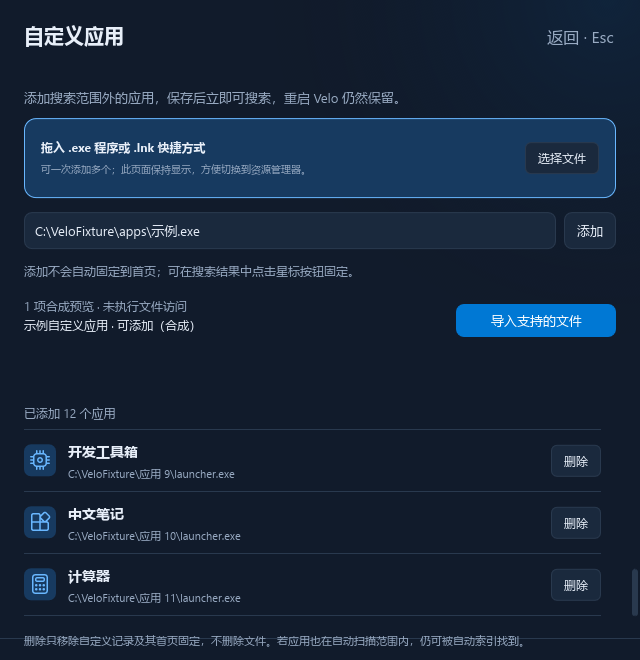 自定义应用
返回 · Esc
添加搜索范围外的应用，保存后立即可搜索，重启 Velo 仍然保留。
拖入 .exe 程序或 .lnk 快捷方式
可一次添加多个；此页面保持显示，方便切换到资源管理器。
选择文件
C:\VeloFixture\apps\示例.exe
添加
添加不会自动固定到首页；可在搜索结果中点击星标按钮固定。
1 项合成预览 · 未执行文件访问
示例自定义应用 · 可添加（合成）
导入支持的文件
已添加 12 个应用
开发工具箱
C:\VeloFixture\应用 9\launcher.exe
删除
中文笔记
C:\VeloFixture\应用 10\launcher.exe
删除
计算器
C:\VeloFixture\应用 11\launcher.exe
删除
删除只移除自定义记录及其首页固定，不删除文件。若应用也在自动扫描范围内，仍可被自动索引找到。